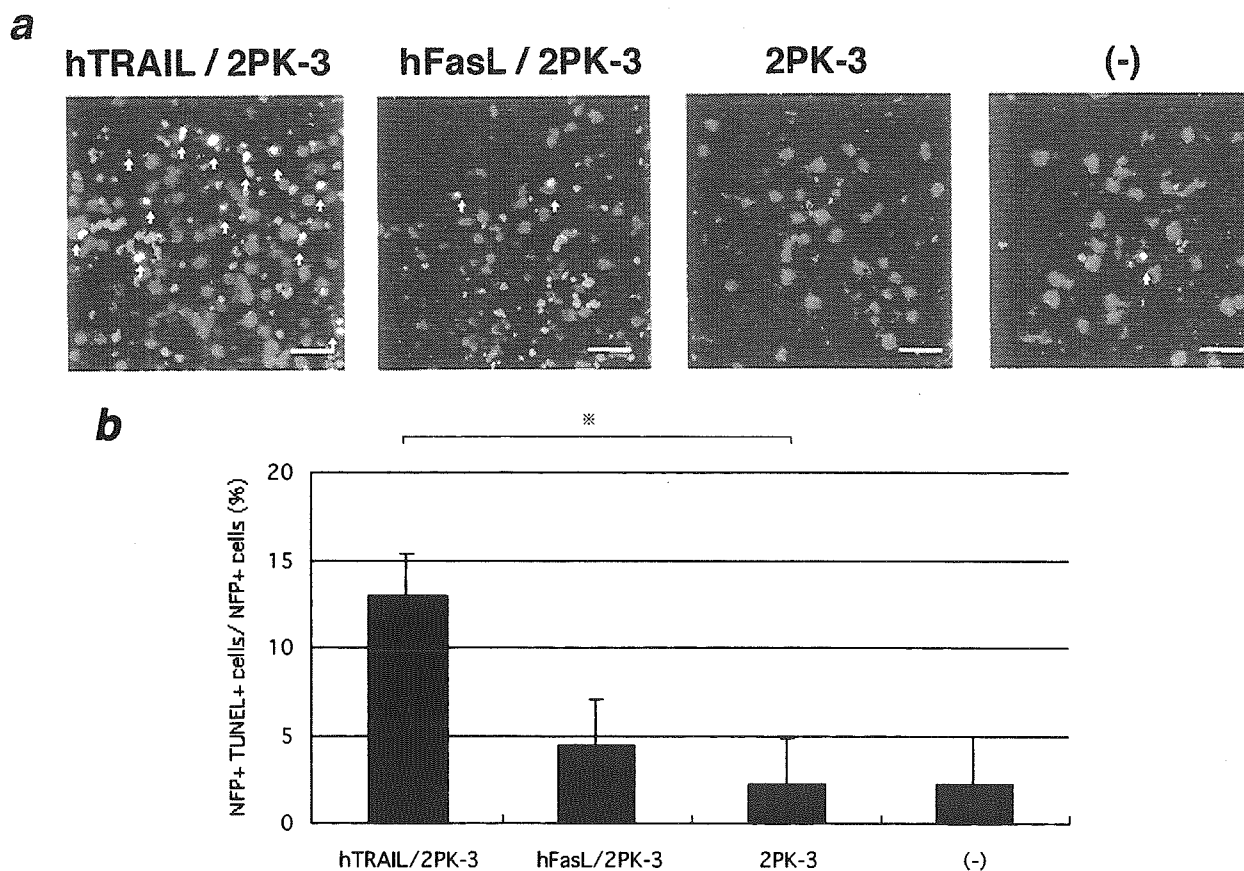 a
hTRAIL / 2PK-3
hFasL / 2PK-3
2PK-3
(-)
b
※
NFP+ TUNEL+ cells/ NFP+ cells (%)
20
15
10
5
0
hTRAIL/2PK-3
hFasL/2PK-3
2PK-3
(-)